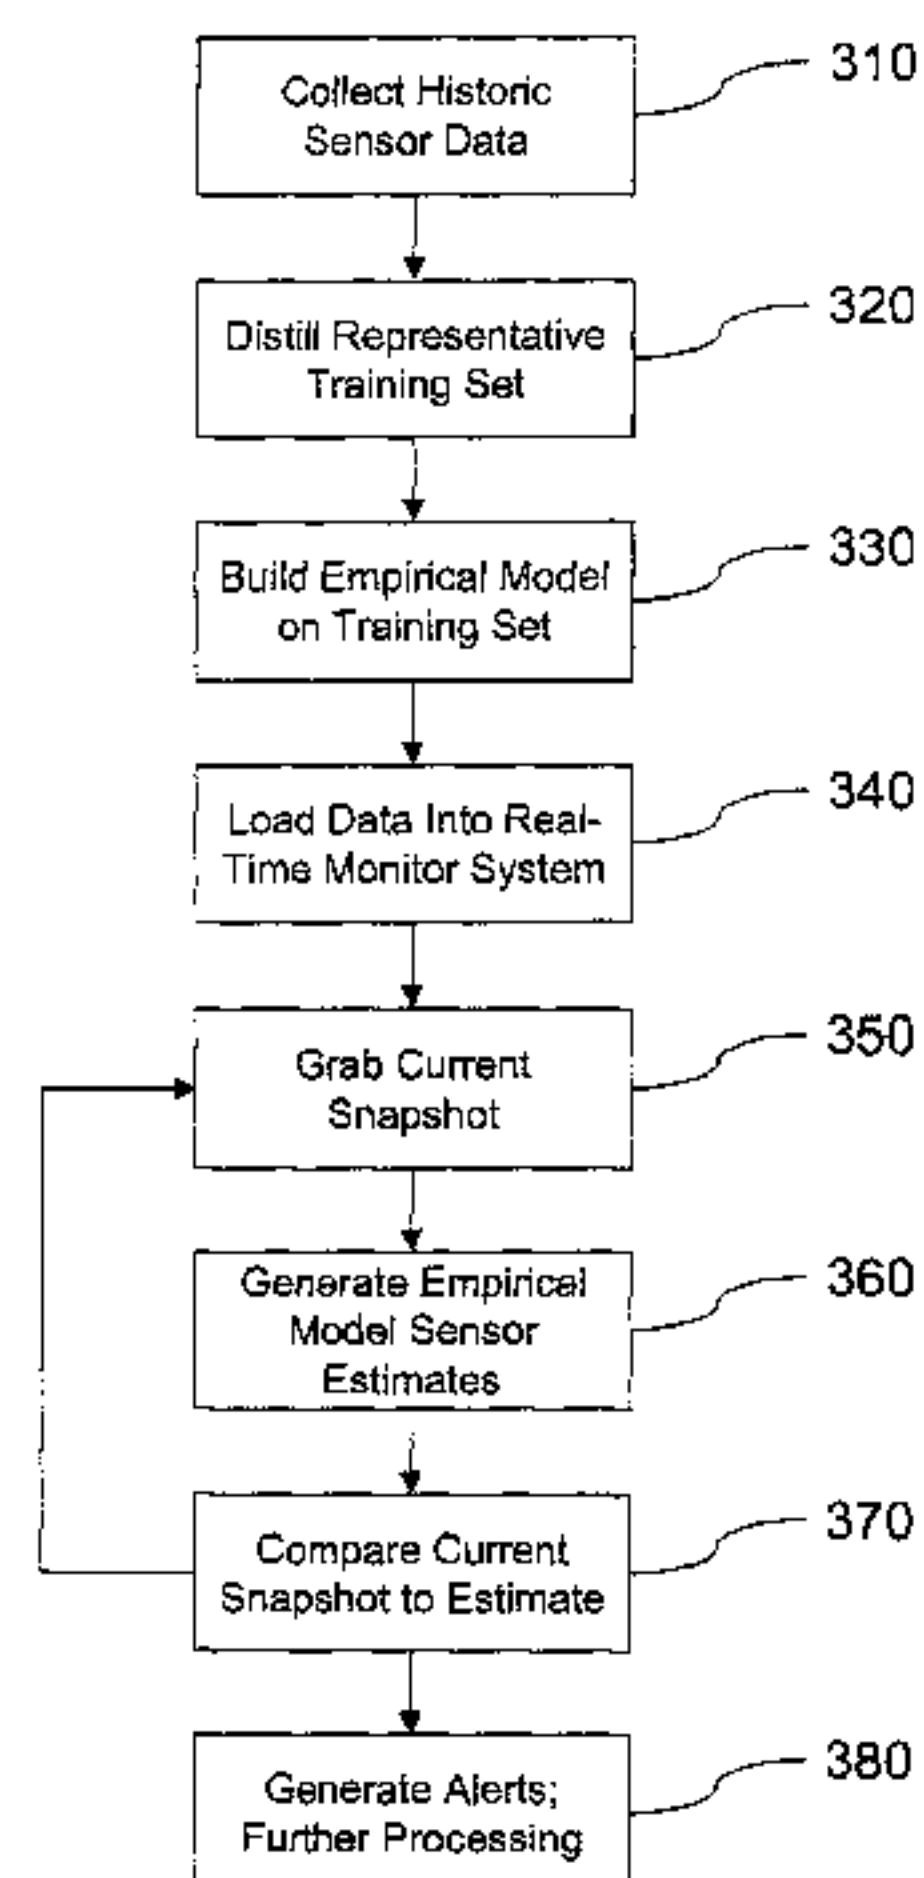 Collect Historic
Sensor Data
310
Distill Representative
Training Set
320
Build Empirical Model
on Training Set
330
Load Data Into Real-
Time Monitor System
340
Grab Current
Snapshot
350
Generate Empirical
Model Sensor
Estimates
360
Compare Current
Snapshot to Estimate
370
Generate Alerts;
Further Processing
380